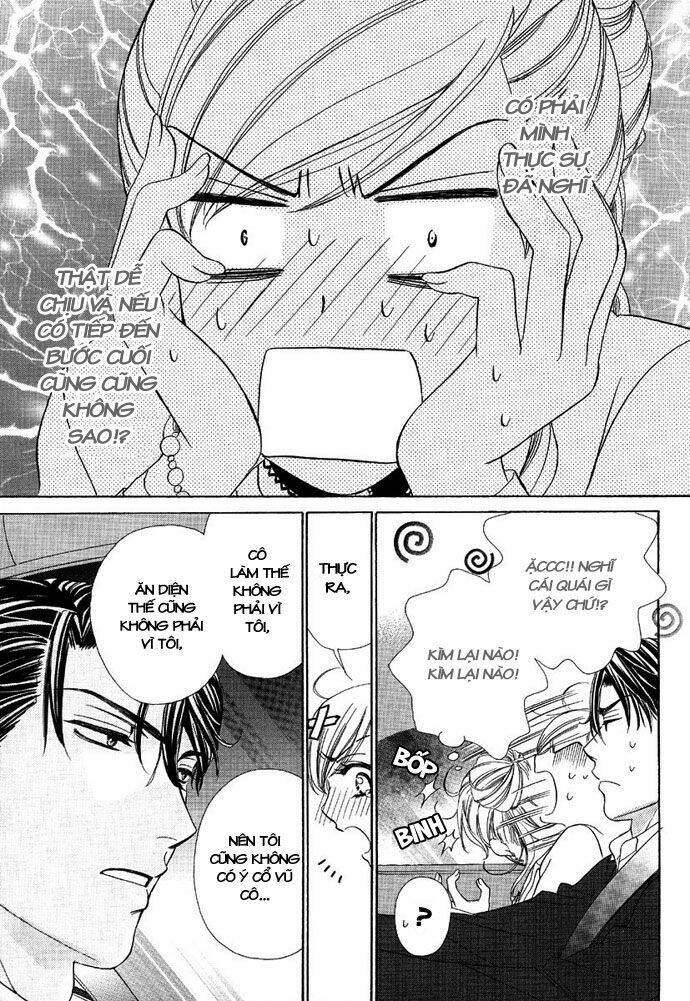 CÓ PHẢI
MÌNH
THỰC SỰ
ĐÃ NGHĨ
THẬT DỄ
CHỊU VÀ NẾU
CÓ TIẾP ĐẾN
BƯỚC CUỐI
CÙNG CŨNG
KHÔNG
SAO!?
ẶCCC!! NGHĨ
CÁI QUÁI GÌ
VẬY CHỨ!?
KÌM LẠI NÀO!
KÌM LẠI NÀO!
BỐP
BINH
?
THỰC
RA,
CÔ
LÀM THẾ
KHÔNG
PHẢI VÌ
TÔI,
ĂN DIỆN
THẾ CŨNG
KHÔNG PHẢI
VÌ TÔI,
NÊN TÔI
CŨNG KHÔNG
CÓ Ý CỔ VŨ
CÔ...